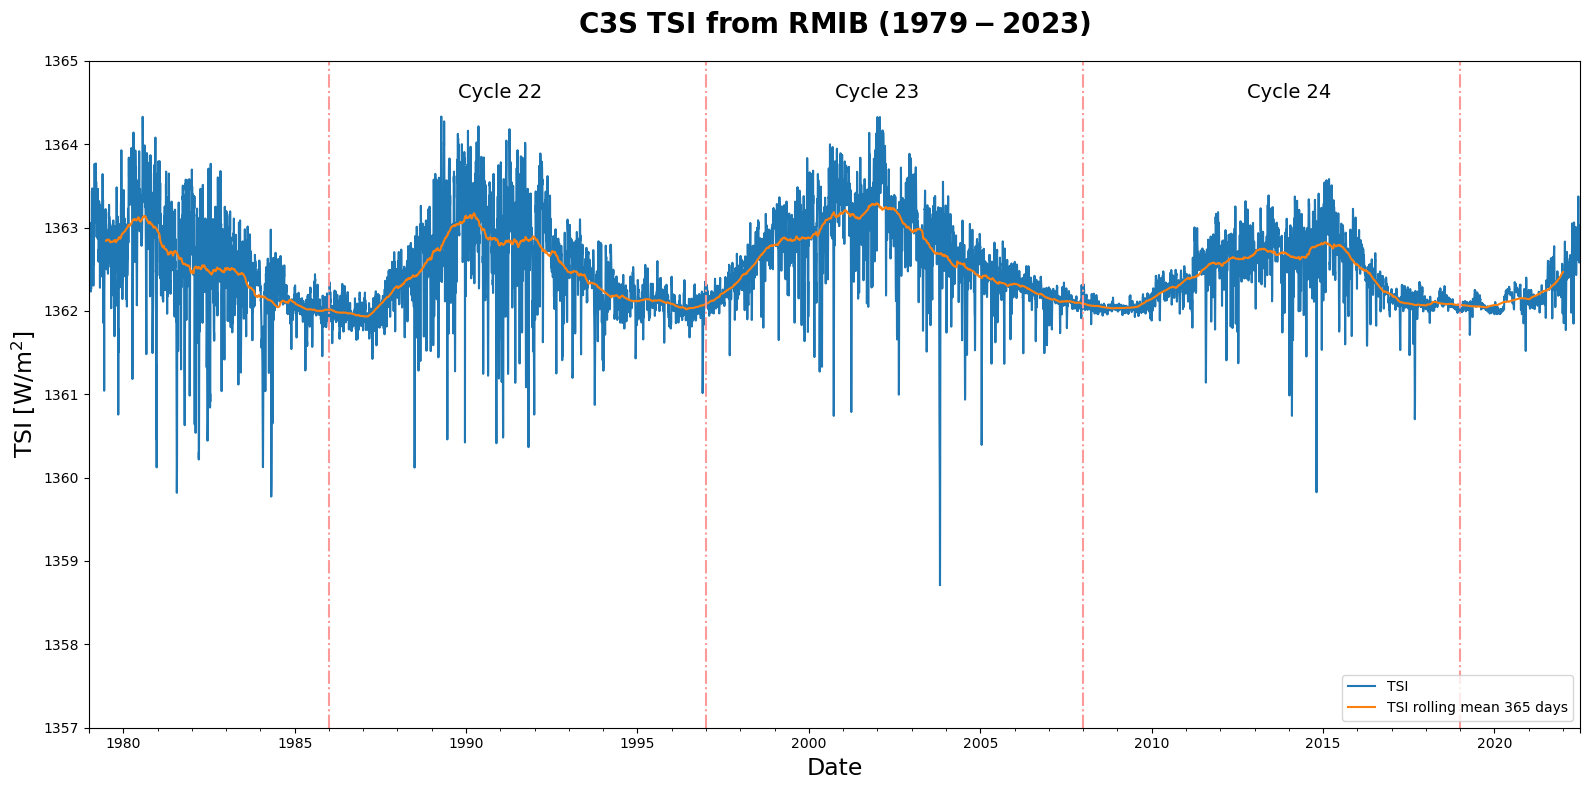 C3S TSI from RMIB (1979 − 2023)
1365
1364
1363
1362
1361
1360
1359
1358
1357
TSI [W/m²]
Cycle 22
Cycle 23
Cycle 24
TSI
TSI rolling mean 365 days
1980
1985
1990
1995
2000
2005
2010
2015
2020
Date